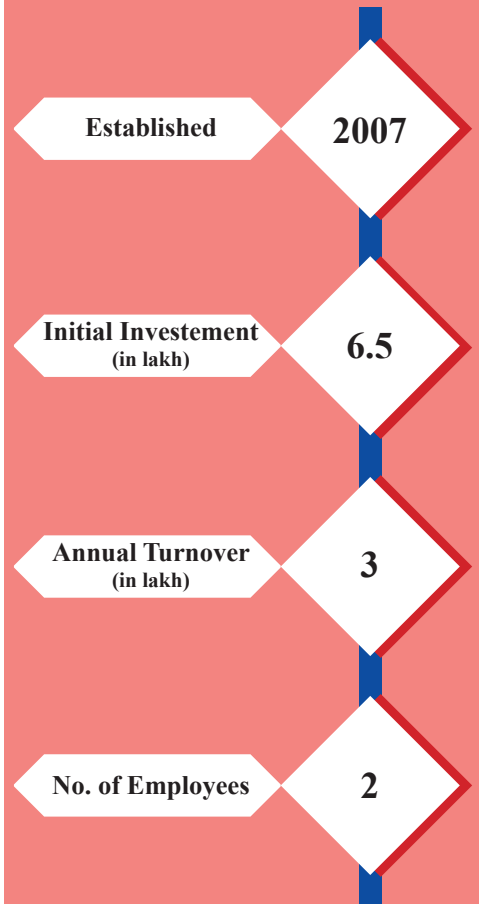 Established
2007
Initial Investement
(in lakh)
6.5
Annual Turnover
(in lakh)
3
No. of Employees
2